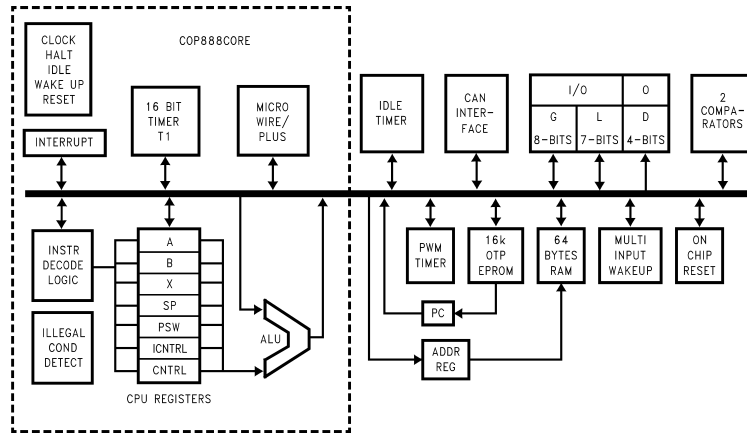 CLOCK
HALT
IDLE
WAKE UP
RESET
COP888CORE
INTERRUPT
16 BIT
TIMER
T1
MICRO
WIRE/
PLUS
IDLE
TIMER
CAN
INTER-
FACE
I/O
O
G
L
D
8-BITS
7-BITS
4-BITS
2
COMPA-
RATORS
INSTR
DECODE
LOGIC
A
B
X
SP
PSW
ICNTRL
CNTRL
ALU
PWM
TIMER
16k
OTP
EPROM
64
BYTES
RAM
MULTI
INPUT
WAKEUP
ON
CHIP
RESET
PC
ILLEGAL
COND
DETECT
ADDR
REG
CPU REGISTERS